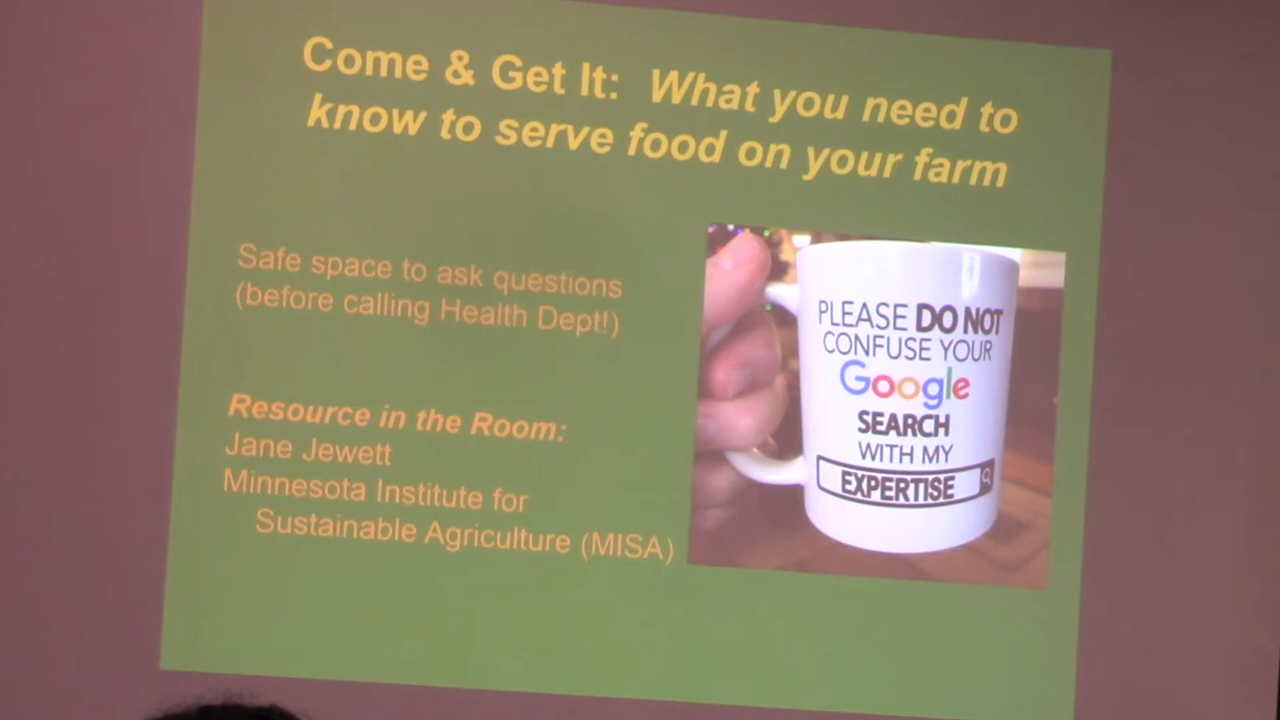 Come & Get It: What you need to
know to serve food on your farm
Safe space to ask questions
(before calling Health Dept!)
Resource in the Room:
Jane Jewett
Minnesota Institute for
Sustainable Agriculture (MISA)
PLEASE DO NOT
CONFUSE YOUR
Google
SEARCH
WITH MY
EXPERTISE